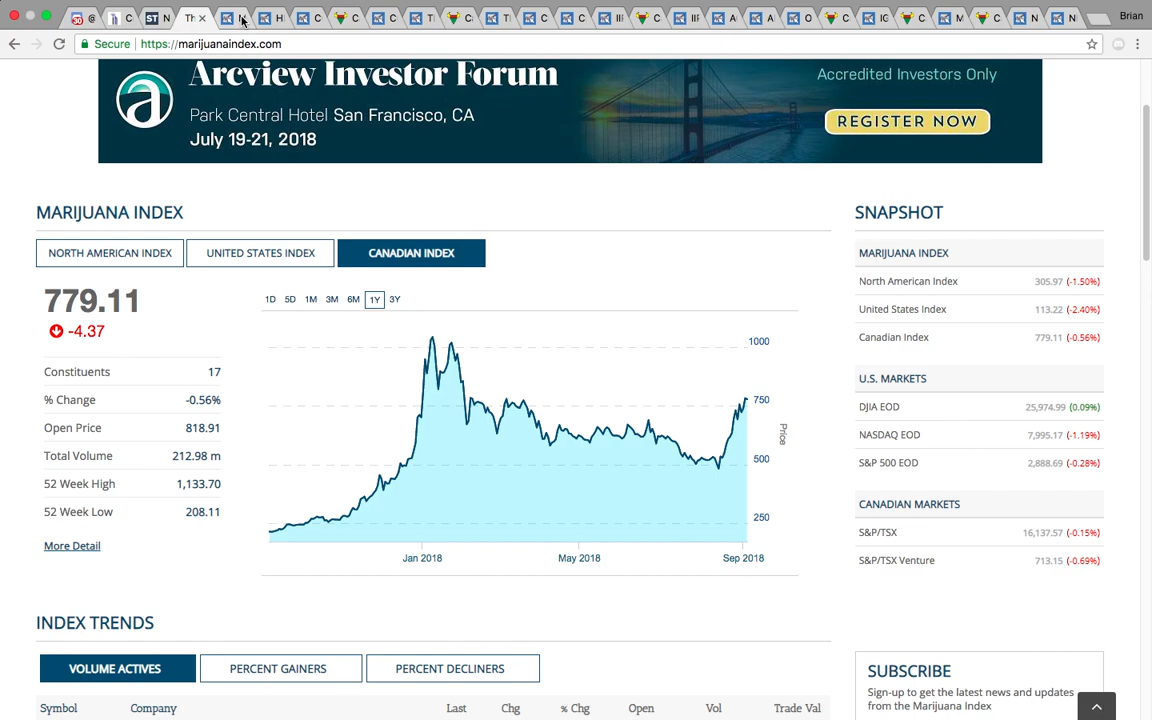 Brian
Secure https://marijuanaindex.com
Arcview Investor Forum
Park Central Hotel San Francisco, CA
July 19-21, 2018
Accredited Investors Only
REGISTER NOW
MARIJUANA INDEX
NORTH AMERICAN INDEX UNITED STATES INDEX CANADIAN INDEX
779.11
-4.37
Constituents 17
% Change -0.56%
Open Price 818.91
Total Volume 212.98 m
52 Week High 1,133.70
52 Week Low 208.11
More Detail
1D 5D 1M 3M 6M 1Y 3Y
1000
750
500
250
Price
Jan 2018 May 2018 Sep 2018
SNAPSHOT
MARIJUANA INDEX
North American Index 305.97 (-1.50%)
United States Index 113.22 (-2.40%)
Canadian Index 779.11 (-0.56%)
U.S. MARKETS
DJIA EOD 25,974.99 (0.09%)
NASDAQ EOD 7,995.17 (-1.19%)
S&P 500 EOD 2,888.69 (-0.28%)
CANADIAN MARKETS
S&P/TSX 16,137.57 (-0.15%)
S&P/TSX Venture 713.15 (-0.69%)
INDEX TRENDS
VOLUME ACTIVES PERCENT GAINERS PERCENT DECLINERS
Symbol Company Last Chg % Chg Open Vol Trade Val
SUBSCRIBE
Sign-up to get the latest news and updates
from the Marijuana Index